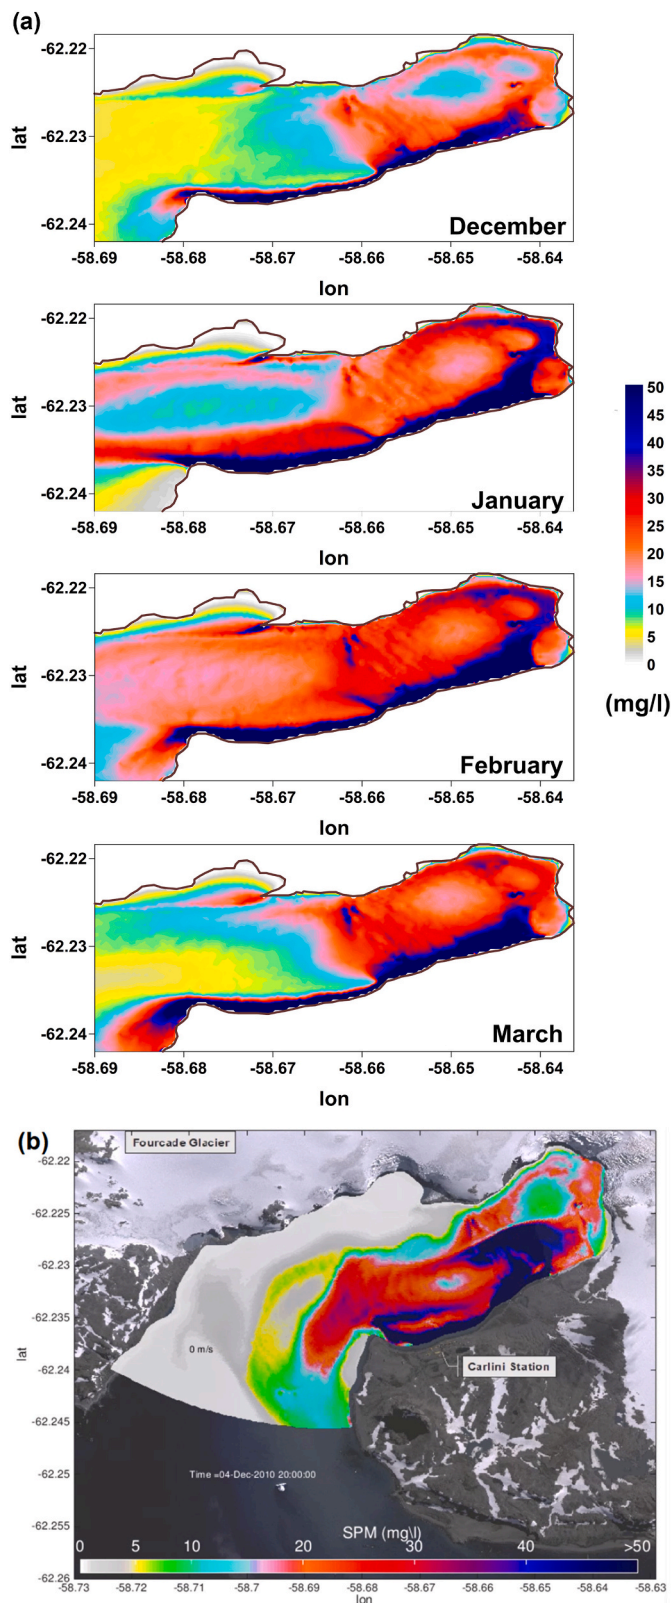 (a)
-62.22
-62.23
-62.24
lat
December
-58.69 -58.68 -58.67 -58.66 -58.65 -58.64
lon
-62.22
-62.23
-62.24
lat
January
-58.69 -58.68 -58.67 -58.66 -58.65 -58.64
lon
50
45
40
35
30
25
20
15
10
5
0
(mg/l)
-62.22
-62.23
-62.24
lat
February
-58.69 -58.68 -58.67 -58.66 -58.65 -58.64
lon
-62.22
-62.23
-62.24
lat
March
-58.69 -58.68 -58.67 -58.66 -58.65 -58.64
lon
(b)
Fourcade Glacier
-62.22
-62.225
-62.23
-62.235
-62.24
-62.245
-62.25
-62.255
-62.26
lat
0 m/s
Carlini Station
Time =04-Dec-2010 20:00:00
SPM (mg\l)
0 5 10 20 30 40 >50
-58.73 -58.72 -58.71 -58.7 -58.69 -58.68 -58.67 -58.66 -58.65 -58.64 -58.63
lon